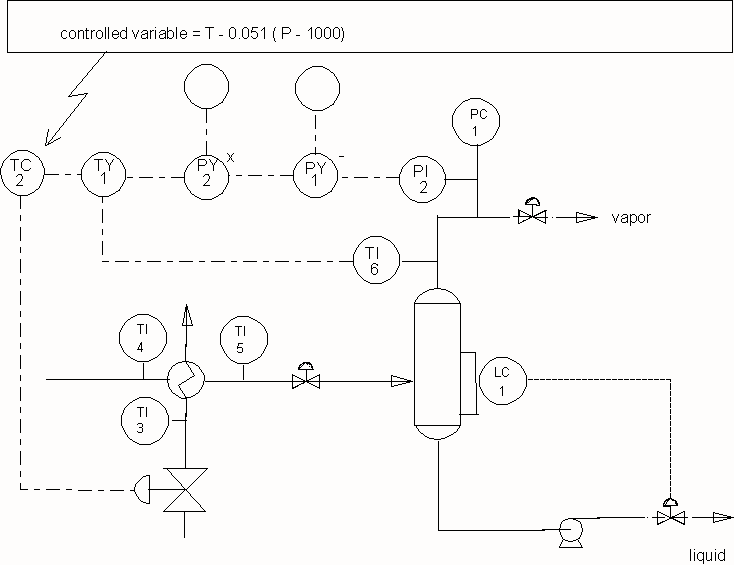 controlled variable = T - 0.051 ( P - 1000)
PC
1
TC
2
TY
1
PY x
2
PY -
1
PI
2
vapor
TI
6
TI
4
TI
5
LC
1
TI
3
liquid